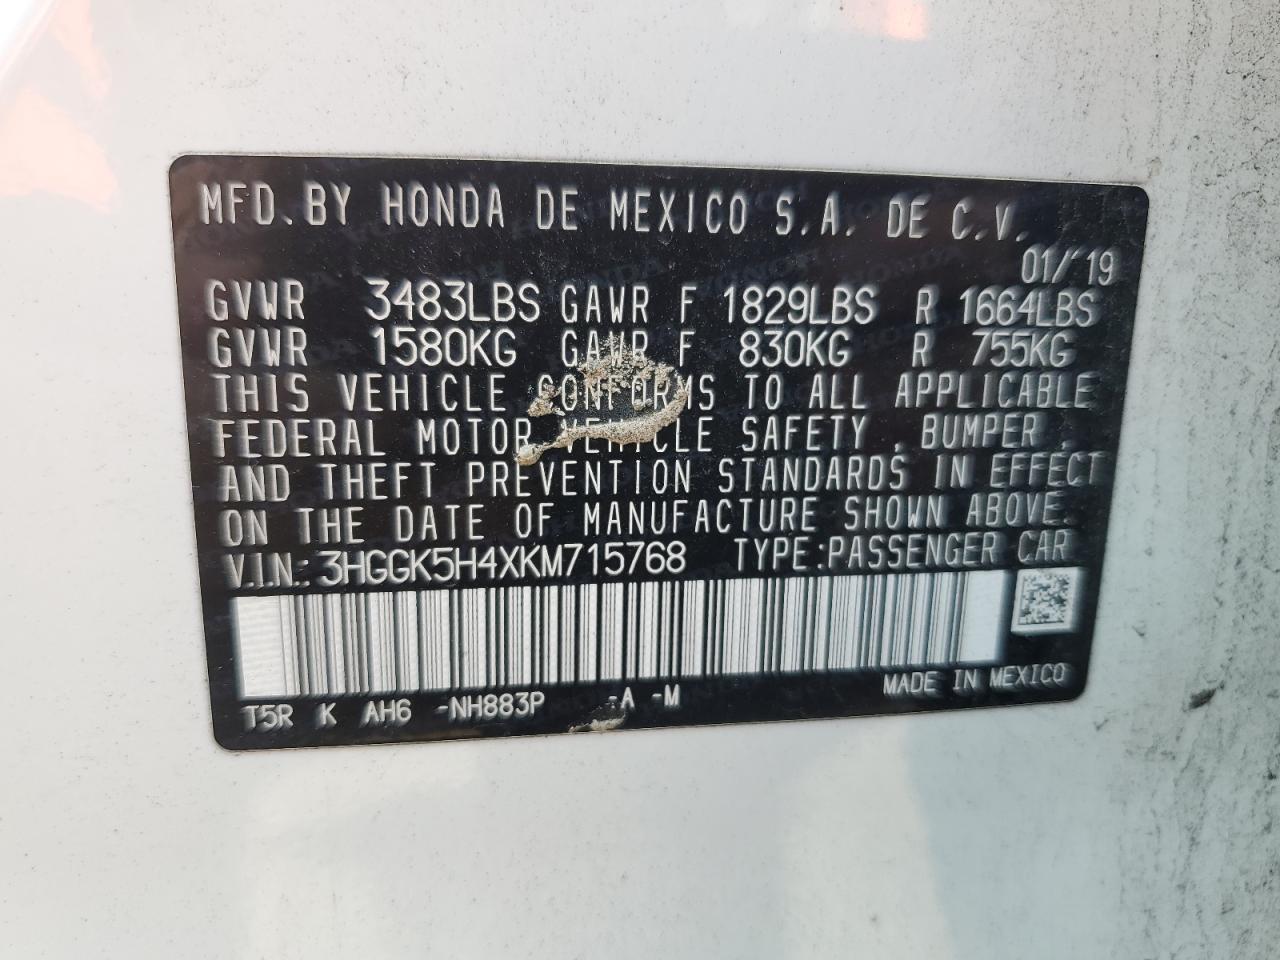 MFD. BY HONDA DE MEXICO S.A. DE C.V.
01/'19
GVWR 3483LBS GAWR F 1829LBS R 1664LBS
GVWR 1580KG GAWR F 830KG R 755KG
THIS VEHICLE CONFORMS TO ALL APPLICABLE
FEDERAL MOTOR VEHICLE SAFETY , BUMPER ,
AND THEFT PREVENTION STANDARDS IN EFFECT
ON THE DATE OF MANUFACTURE SHOWN ABOVE.
V.I.N.: 3HGGK5H4XKM715768 TYPE:PASSENGER CAR
T5R K AH6 -NH883P -A -M MADE IN MEXICO